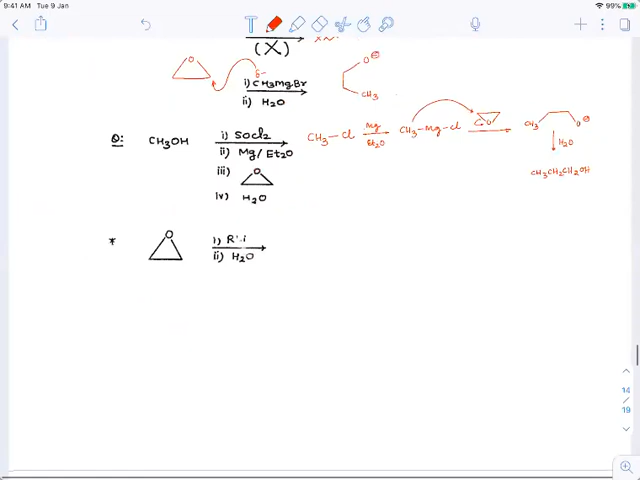 9:41 AM Tue 9 Jan
99%
(X)
O
δ-
i) CH3MgBr
ii) H2O
O⊖
CH3
Q: CH3OH
i) SOCl2
ii) Mg/Et2O
iii) O
iv) H2O
CH3-Cl Mg Et2O CH3-Mg-Cl O CH3 O⊖
H2O
CH3CH2CH2OH
* O
ii) H2O
14
/
19